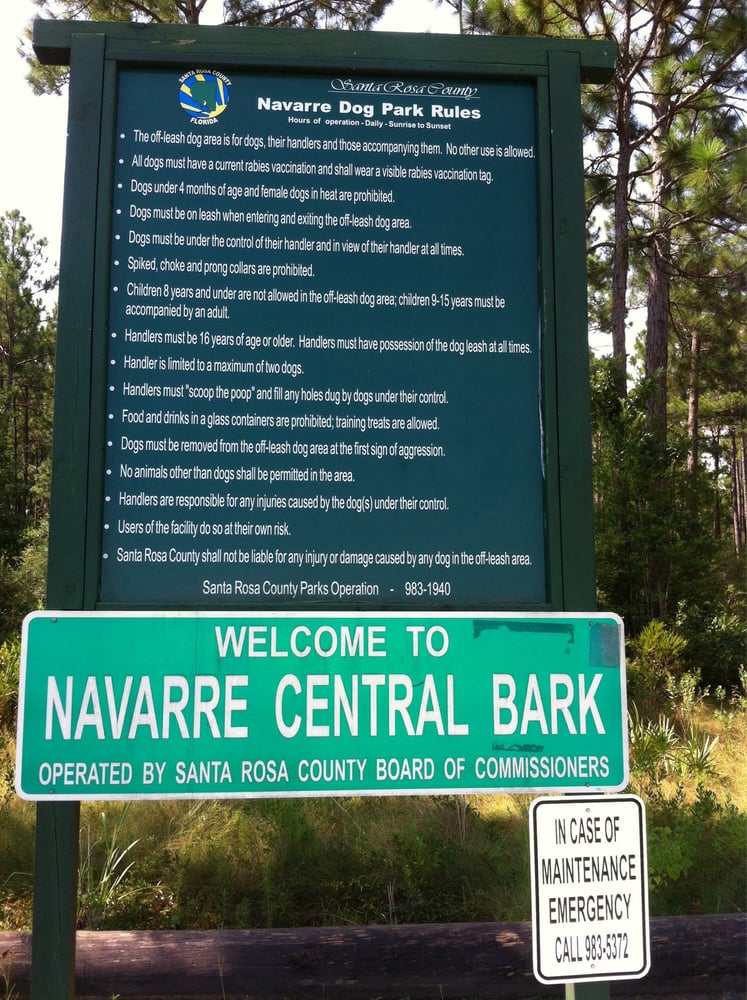 SANTA ROSA COUNTY
FLORIDA
Santa Rosa County
Navarre Dog Park Rules
Hours of operation - Daily - Sunrise to Sunset
• The off-leash dog area is for dogs, their handlers and those accompanying them. No other use is allowed.
• All dogs must have a current rabies vaccination and shall wear a visible rabies vaccination tag.
• Dogs under 4 months of age and female dogs in heat are prohibited.
• Dogs must be on leash when entering and exiting the off-leash dog area.
• Dogs must be under the control of their handler and in view of their handler at all times.
• Spiked, choke and prong collars are prohibited.
• Children 8 years and under are not allowed in the off-leash dog area; children 9-15 years must be
accompanied by an adult.
• Handlers must be 16 years of age or older. Handlers must have possession of the dog leash at all times.
• Handler is limited to a maximum of two dogs.
• Handlers must "scoop the poop" and fill any holes dug by dogs under their control.
• Food and drinks in a glass containers are prohibited; training treats are allowed.
• Dogs must be removed from the off-leash dog area at the first sign of aggression.
• No animals other than dogs shall be permitted in the area.
• Handlers are responsible for any injuries caused by the dog(s) under their control.
• Users of the facility do so at their own risk.
• Santa Rosa County shall not be liable for any injury or damage caused by any dog in the off-leash area.
Santa Rosa County Parks Operation - 983-1940
WELCOME TO
NAVARRE CENTRAL BARK
OPERATED BY SANTA ROSA COUNTY BOARD OF COMMISSIONERS
IN CASE OF
MAINTENANCE
EMERGENCY
CALL 983-5372